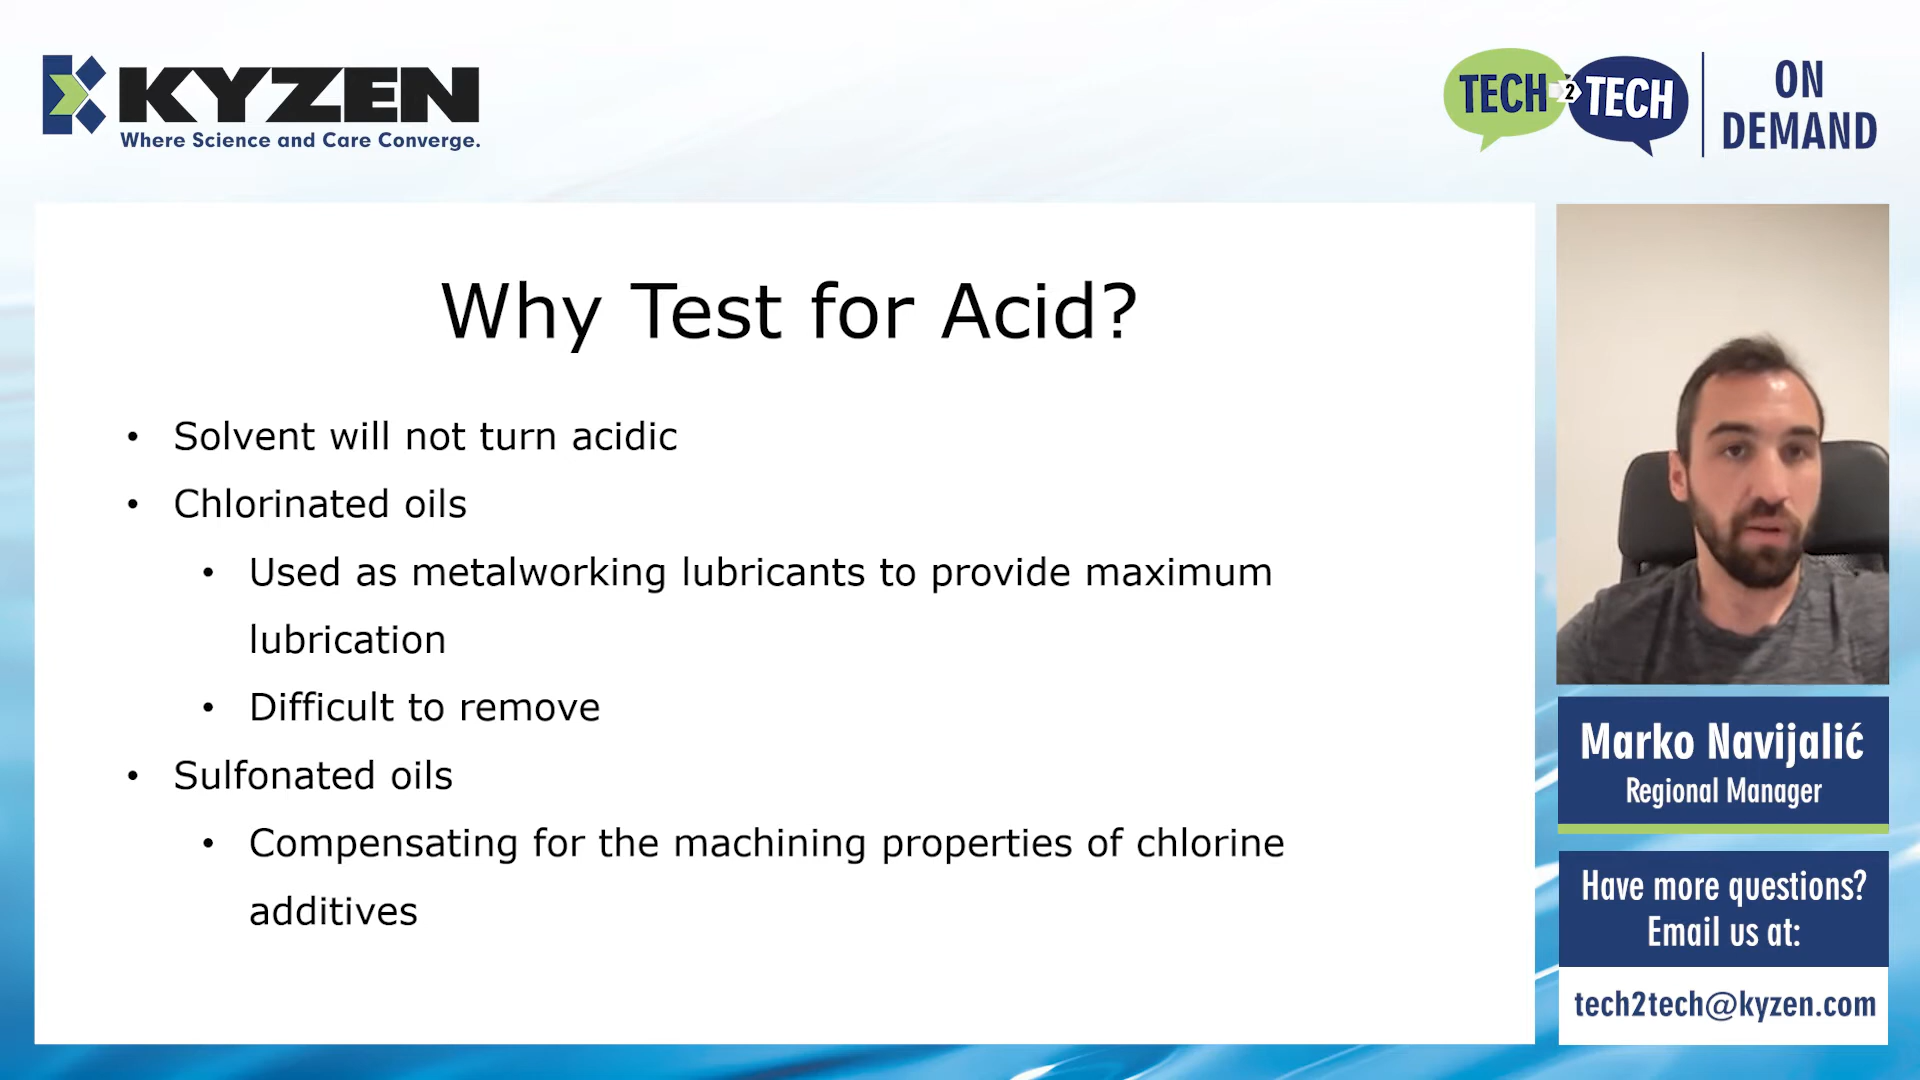 KYZEN
Where Science and Care Converge.
TECH 2 TECH
ON
DEMAND
Why Test for Acid?
• Solvent will not turn acidic
• Chlorinated oils
• Used as metalworking lubricants to provide maximum
lubrication
• Difficult to remove
• Sulfonated oils
• Compensating for the machining properties of chlorine
additives
Marko Navijalić
Regional Manager
Have more questions?
Email us at:
tech2tech@kyzen.com